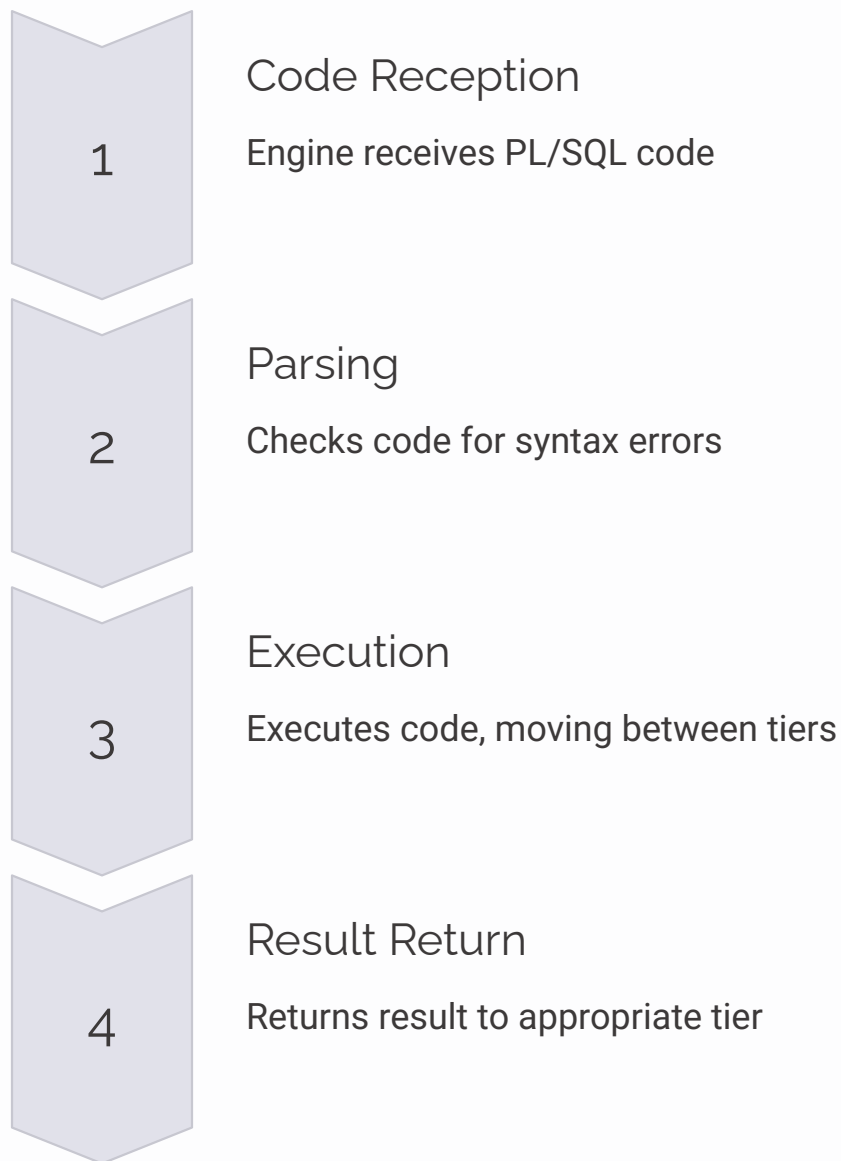 1
Code Reception
Engine receives PL/SQL code
2
Parsing
Checks code for syntax errors
3
Execution
Executes code, moving between tiers
4
Result Return
Returns result to appropriate tier